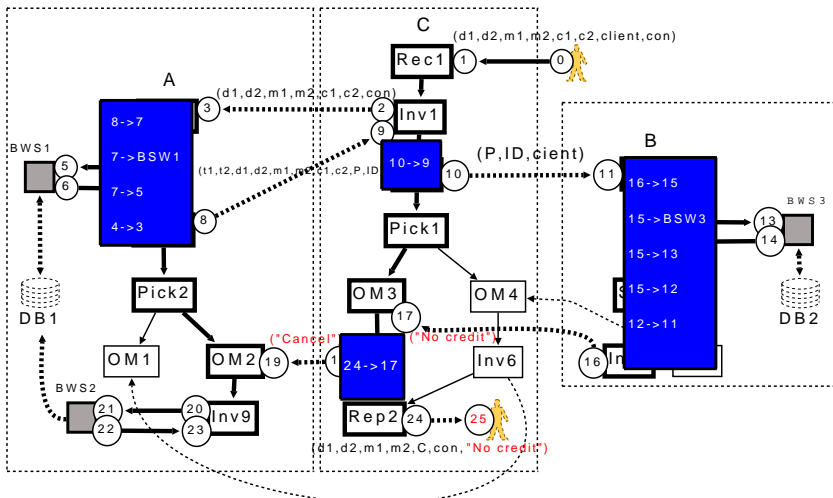 C
(d1,d2,m1,m2,c1,c2,client,con)
Rec1
1
0
A
(d1,d2,m1,m2,c1,c2,con)
3
2
Inv1
9
8->7
7->BSW1
7->5
4->3
BWS1
5
6
(t1,t2,d1,d2,m1,m2,c1,c2,P,ID
8
10->9
10
(P,ID,cient)
11
B
16->15
15->BSW3
15->13
15->12
12->11
BWS3
13
14
Pick1
DB1
Pick2
OM3
OM4
17
DB2
("Cancel")
("No credit")
OM1
OM2
19
24->17
Inv6
16
BWS2
21
20
22
23
Inv9
Rep2
24
25
(d1,d2,m1,m2,C,con,"No credit")